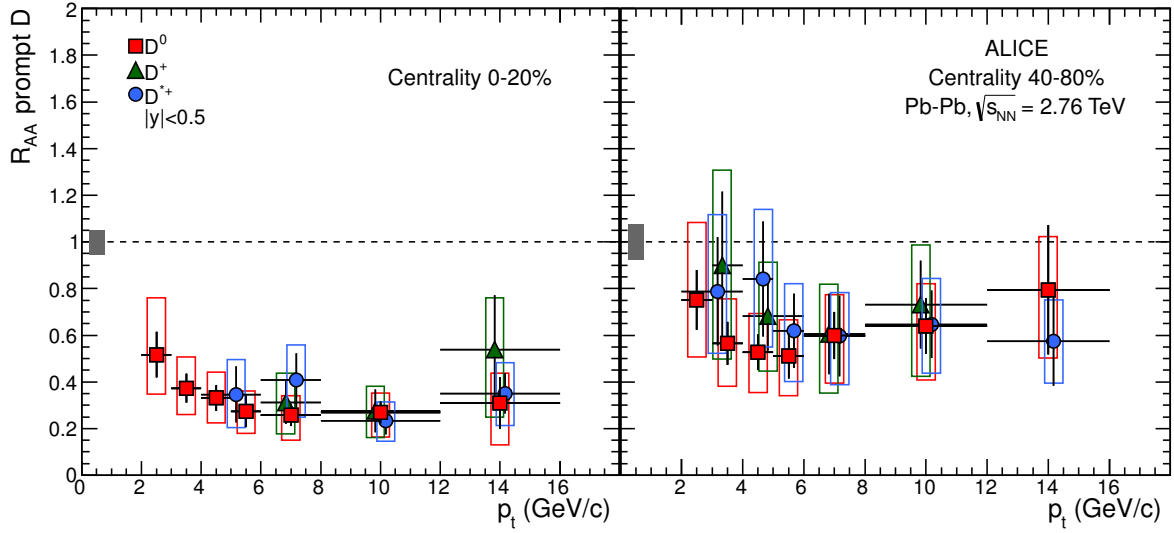 R_AA prompt D
2
1.8
1.6
1.4
1.2
1
0.8
0.6
0.4
0.2
0
D^0
D^+
D^*+
|y|<0.5
Centrality 0-20%
0 2 4 6 8 10 12 14 16
p_t (GeV/c)
ALICE
Centrality 40-80%
Pb-Pb, √s_NN = 2.76 TeV
2 4 6 8 10 12 14 16
p_t (GeV/c)